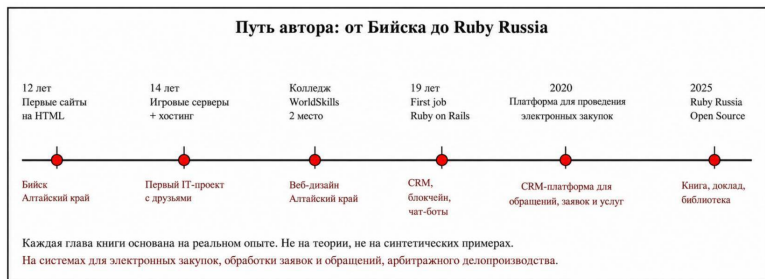 Путь автора: от Бийска до Ruby Russia
12 лет
Первые сайты
на HTML
14 лет
Игровые серверы
+ хостинг
Колледж
WorldSkills
2 место
19 лет
First job
Ruby on Rails
2020
Платформа для проведения
электронных закупок
2025
Ruby Russia
Open Source
Бийск
Алтайский край
Первый IT-проект
с друзьями
Веб-дизайн
Алтайский край
CRM,
блокчейн,
чат-боты
CRM-платформа для
обращений, заявок и услуг
Книга, доклад,
библиотека
Каждая глава книги основана на реальном опыте. Не на теории, не на синтетических примерах.
На системах для электронных закупок, обработки заявок и обращений, арбитражного делопроизводства.